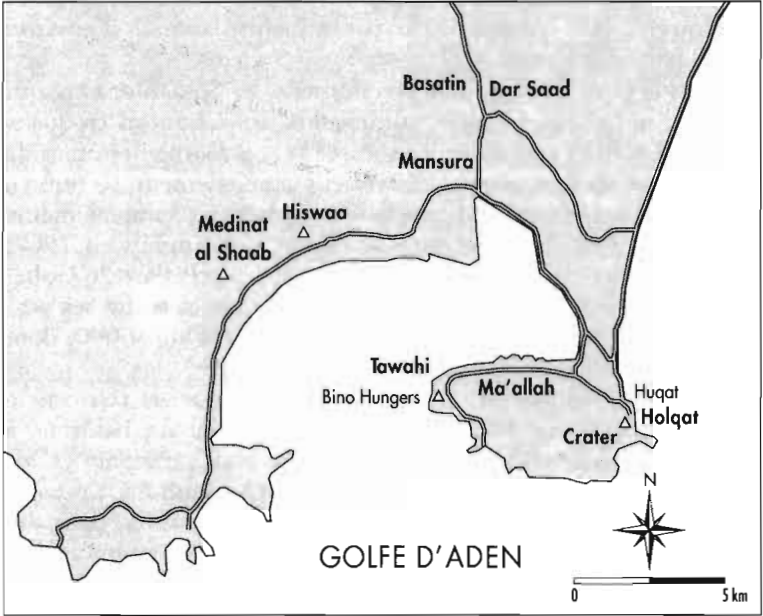 Basatin
Dar Saad
Mansura
Hiswaa
Medinat
al Shaab
Tawahi
Bino Hungers
Ma'allah
Huqat
Holqat
Crater
N
GOLFE D'ADEN
0
5 km